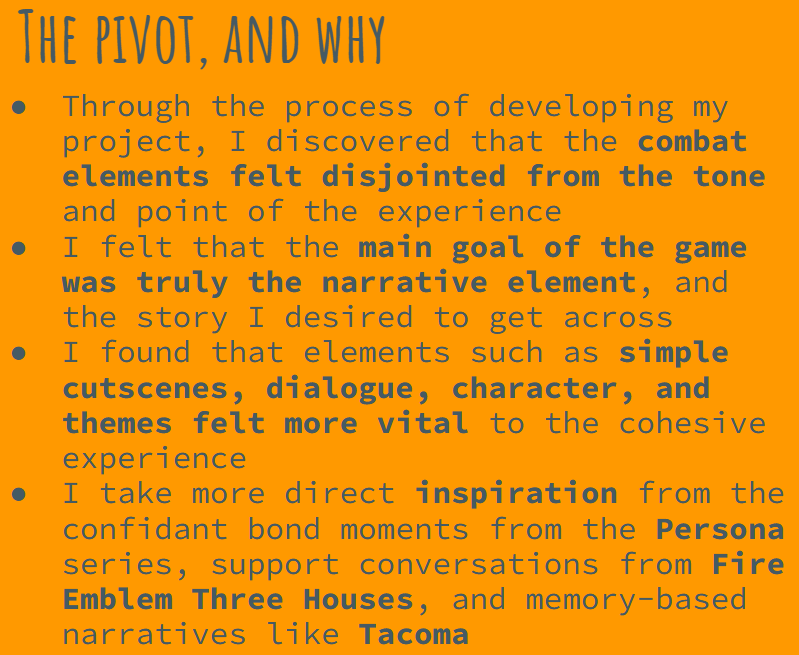 The pivot, and why
● Through the process of developing my
project, I discovered that the combat
elements felt disjointed from the tone
and point of the experience
● I felt that the main goal of the game
was truly the narrative element, and
the story I desired to get across
● I found that elements such as simple
cutscenes, dialogue, character, and
themes felt more vital to the cohesive
experience
● I take more direct inspiration from the
confidant bond moments from the Persona
series, support conversations from Fire
Emblem Three Houses, and memory-based
narratives like Tacoma